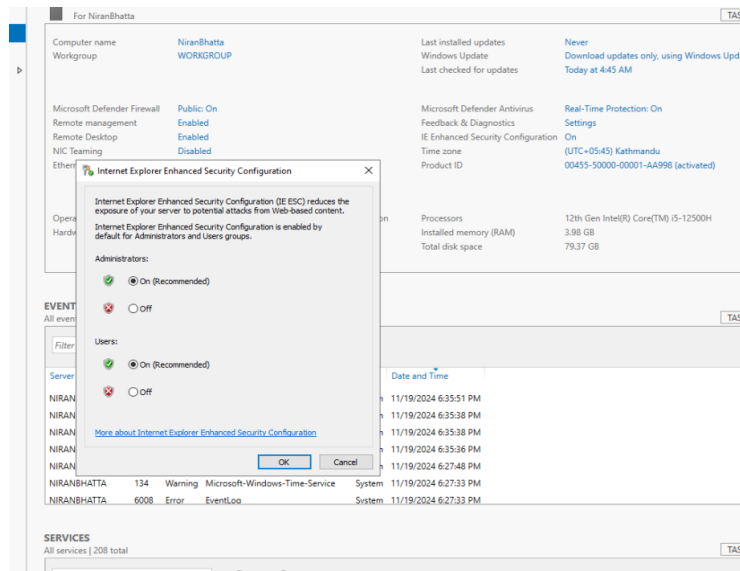 For NiranBhatta
TAS
Computer name NiranBhatta Last installed updates Never
Workgroup WORKGROUP Windows Update Download updates only, using Windows Upd
Last checked for updates Today at 4:45 AM
Microsoft Defender Firewall Public: On Microsoft Defender Antivirus Real-Time Protection: On
Remote management Enabled Feedback & Diagnostics Settings
Remote Desktop Enabled IE Enhanced Security Configuration On
NIC Teaming Disabled Time zone (UTC+05:45) Kathmandu
Ether Product ID 00455-50000-00001-AA998 (activated)
Opera on Processors 12th Gen Intel(R) Core(TM) i5-12500H
Hardw Installed memory (RAM) 3.98 GB
Total disk space 79.37 GB
Internet Explorer Enhanced Security Configuration
Internet Explorer Enhanced Security Configuration (IE ESC) reduces the
exposure of your server to potential attacks from Web-based content.
Internet Explorer Enhanced Security Configuration is enabled by
default for Administrators and Users groups.
Administrators:
On (Recommended)
Off
Users:
On (Recommended)
Off
More about Internet Explorer Enhanced Security Configuration
OK Cancel
EVENT
All even
TAS
Filter
Server Date and Time
NIRAN 11/19/2024 6:35:51 PM
NIRAN 11/19/2024 6:35:38 PM
NIRAN 11/19/2024 6:35:38 PM
NIRAN 11/19/2024 6:35:36 PM
NIRAN 11/19/2024 6:27:48 PM
NIRANBHATTA 134 Warning Microsoft-Windows-Time-Service System 11/19/2024 6:27:33 PM
NIRANBHATTA 6008 Error EventLog System 11/19/2024 6:27:33 PM
SERVICES
All services | 208 total
TAS